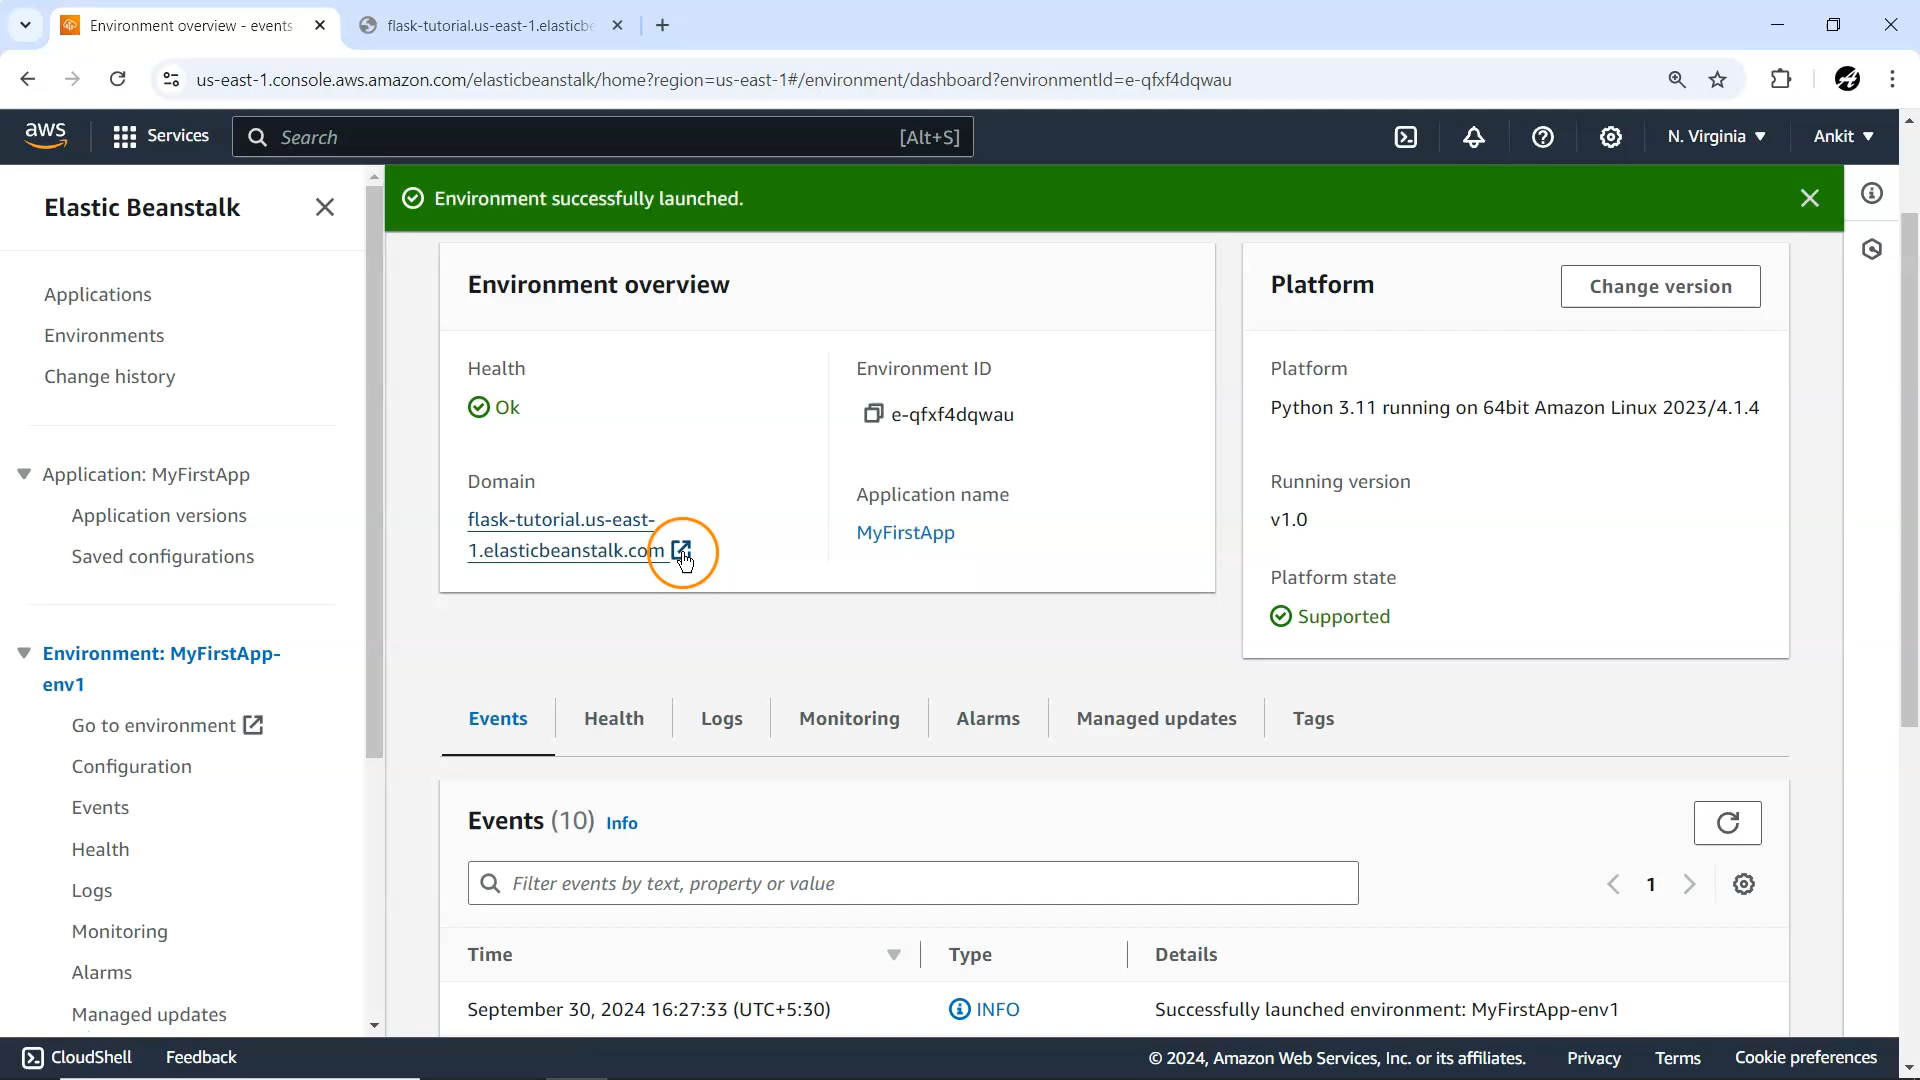 Environment overview - events
flask-tutorial.us-east-1.elasticbe
us-east-1.console.aws.amazon.com/elasticbeanstalk/home?region=us-east-1#/environment/dashboard?environmentId=e-qfxf4dqwau
aws
Services
Search
[Alt+S]
N. Virginia
Ankit
Elastic Beanstalk
Applications
Environments
Change history
Application: MyFirstApp
Application versions
Saved configurations
Environment: MyFirstApp-
env1
Go to environment
Configuration
Events
Health
Logs
Monitoring
Alarms
Managed updates
Environment successfully launched.
Environment overview
Health
Ok
Domain
flask-tutorial.us-east-
1.elasticbeanstalk.com
Environment ID
e-qfxf4dqwau
Application name
MyFirstApp
Platform
Change version
Platform
Python 3.11 running on 64bit Amazon Linux 2023/4.1.4
Running version
v1.0
Platform state
Supported
Events
Health
Logs
Monitoring
Alarms
Managed updates
Tags
Events (10) Info
Filter events by text, property or value
1
Time
Type
Details
September 30, 2024 16:27:33 (UTC+5:30)
INFO
Successfully launched environment: MyFirstApp-env1
CloudShell
Feedback
© 2024, Amazon Web Services, Inc. or its affiliates.
Privacy
Terms
Cookie preferences